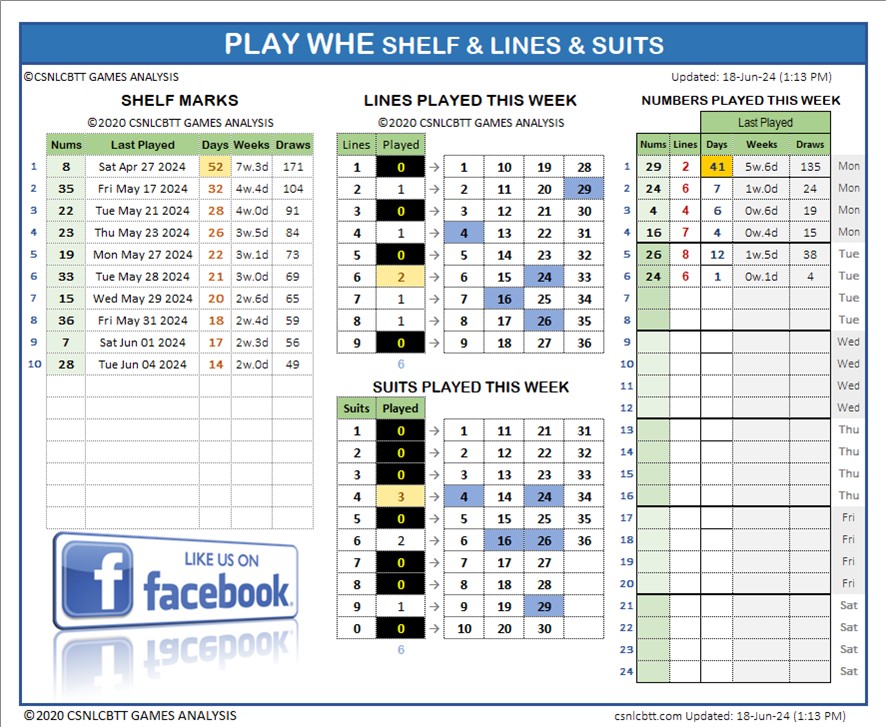 PLAY WHE SHELF & LINES & SUITS
©CSNLCBTT GAMES ANALYSIS
Updated: 18-Jun-24 (1:13 PM)
SHELF MARKS
©2020 CSNLCBTT GAMES ANALYSIS
Nums Last Played Days Weeks Draws
1 8 Sat Apr 27 2024 52 7w.3d 171
2 35 Fri May 17 2024 32 4w.4d 104
3 22 Tue May 21 2024 28 4w.0d 91
4 23 Thu May 23 2024 26 3w.5d 84
5 19 Mon May 27 2024 22 3w.1d 73
6 33 Tue May 28 2024 21 3w.0d 69
7 15 Wed May 29 2024 20 2w.6d 65
8 36 Fri May 31 2024 18 2w.4d 59
9 7 Sat Jun 01 2024 17 2w.3d 56
10 28 Tue Jun 04 2024 14 2w.0d 49
LIKE US ON
facebook.
LINES PLAYED THIS WEEK
©2020 CSNLCBTT GAMES ANALYSIS
Lines Played
1 0 → 1 10 19 28
2 1 → 2 11 20 29
3 0 → 3 12 21 30
4 1 → 4 13 22 31
5 0 → 5 14 23 32
6 2 → 6 15 24 33
7 1 → 7 16 25 34
8 1 → 8 17 26 35
9 0 → 9 18 27 36
6
SUITS PLAYED THIS WEEK
Suits Played
1 0 → 1 11 21 31
2 0 → 2 12 22 32
3 0 → 3 13 23 33
4 3 → 4 14 24 34
5 0 → 5 15 25 35
6 2 → 6 16 26 36
7 0 → 7 17 27
8 0 → 8 18 28
9 1 → 9 19 29
0 0 → 10 20 30
6
NUMBERS PLAYED THIS WEEK
Last Played
Nums Lines Days Weeks Draws
1 29 2 41 5w.6d 135 Mon
2 24 6 7 1w.0d 24 Mon
3 4 4 6 0w.6d 19 Mon
4 16 7 4 0w.4d 15 Mon
5 26 8 12 1w.5d 38 Tue
6 24 6 1 0w.1d 4 Tue
7 Tue
8 Tue
9 Wed
10 Wed
11 Wed
12 Wed
13 Thu
14 Thu
15 Thu
16 Thu
17 Fri
18 Fri
19 Fri
20 Fri
21 Sat
22 Sat
23 Sat
24 Sat
©2020 CSNLCBTT GAMES ANALYSIS
csnlcbtt.com Updated: 18-Jun-24 (1:13 PM)